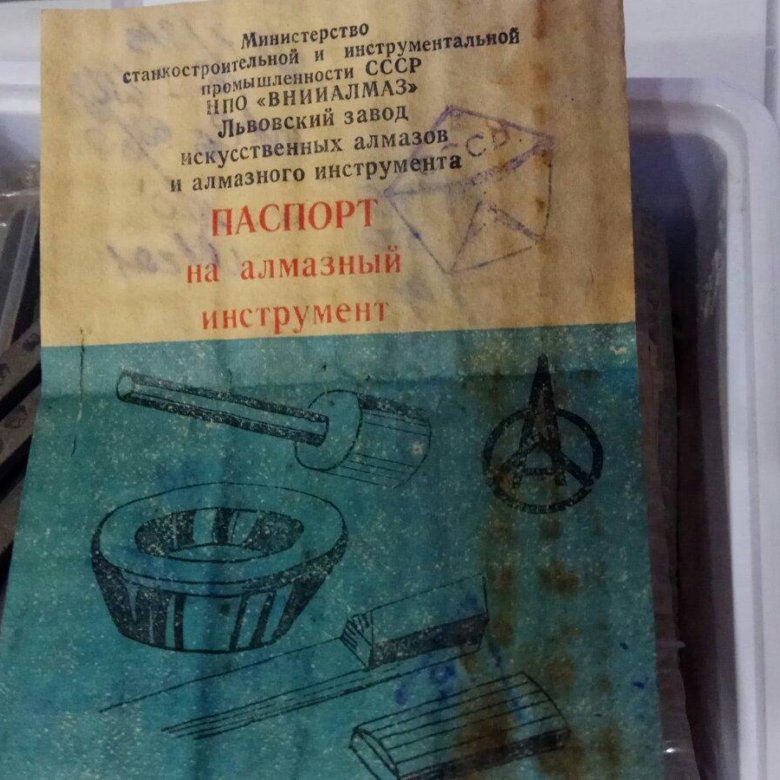 Министерство
станкостроительной и инструментальной
промышленности СССР
НПО «ВНИИАЛМАЗ»
Львовский завод
искусственных алмазов
и алмазного инструмента
ПАСПОРТ
на алмазный
инструмент